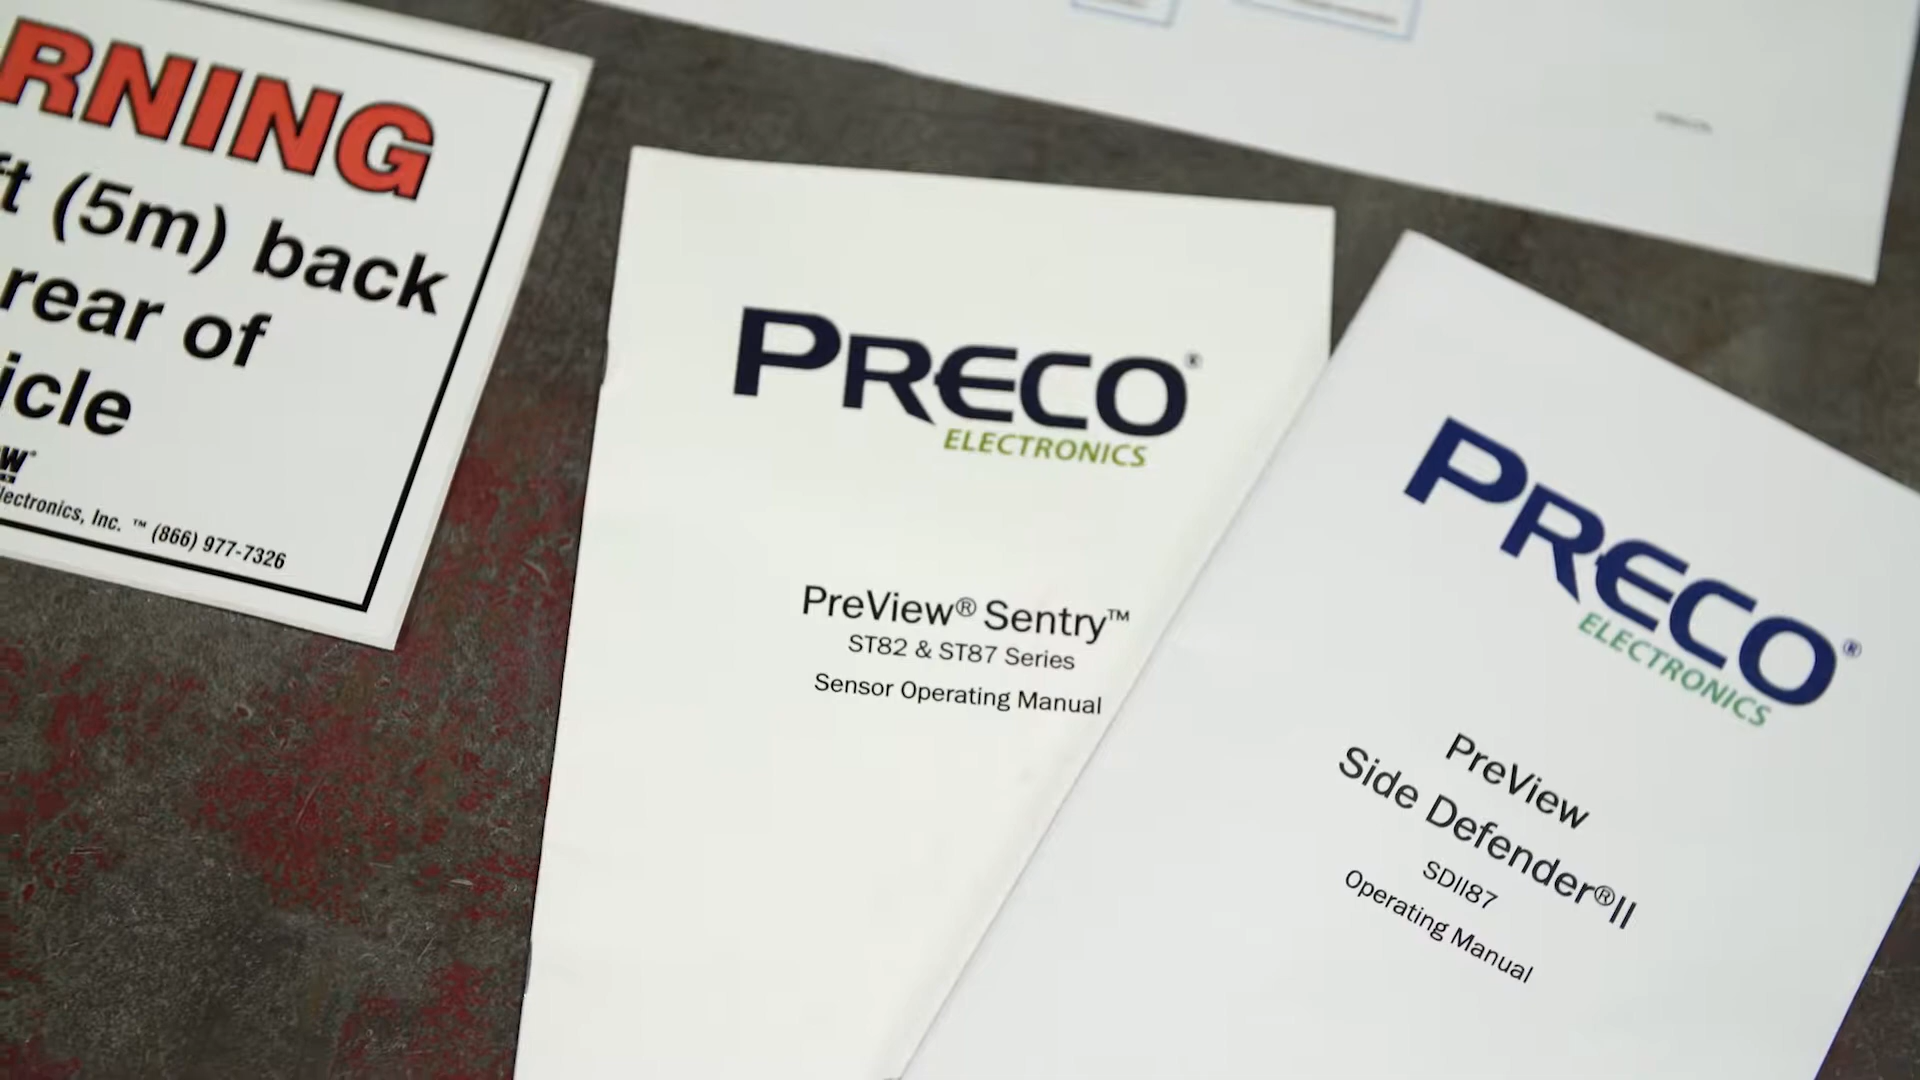 RNING
ft (5m) back
rear of
icle
W
lectronics, Inc. ™ (866) 977-7326
PRECO®
ELECTRONICS
PreView® Sentry™
ST82 & ST87 Series
Sensor Operating Manual
PRECO®
ELECTRONICS
PreView
Side Defender®II
SDII87
Operating Manual